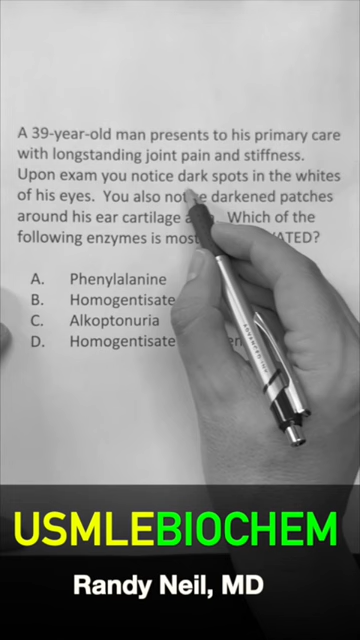 A 39-year-old man presents to his primary care
with longstanding joint pain and stiffness.
Upon exam you notice dark spots in the whites
of his eyes. You also darkened patches
around his ear cartilage Which of the
following enzymes is most
A. Phenylalanine
B. Homogentisate
C. Alkoptonuria
D. Homogentisate
USMLEBIOCHEM
Randy Neil, MD